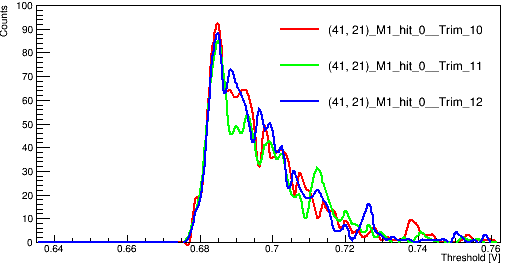 Counts
100
90
80
70
60
50
40
30
20
10
0
(41, 21)_M1_hit_0__Trim_10
(41, 21)_M1_hit_0__Trim_11
(41, 21)_M1_hit_0__Trim_12
0.64 0.66 0.68 0.7 0.72 0.74 0.76
Threshold [V]